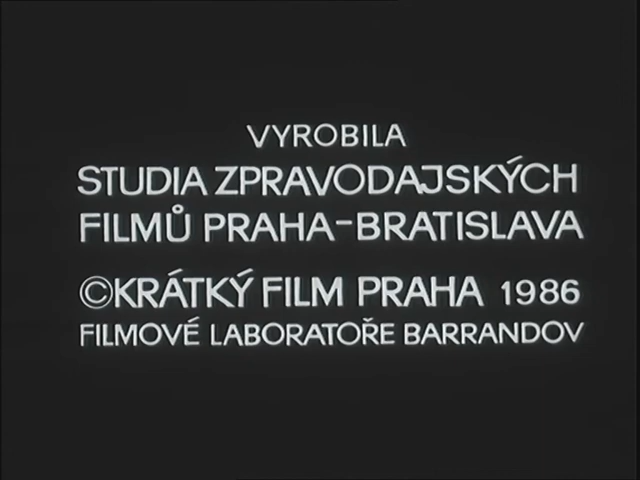 VYROBILA
STUDIA ZPRAVODAJSKÝCH
FILMŮ PRAHA-BRATISLAVA
©KRÁTKÝ FILM PRAHA 1986
FILMOVÉ LABORATOŘE BARRANDOV